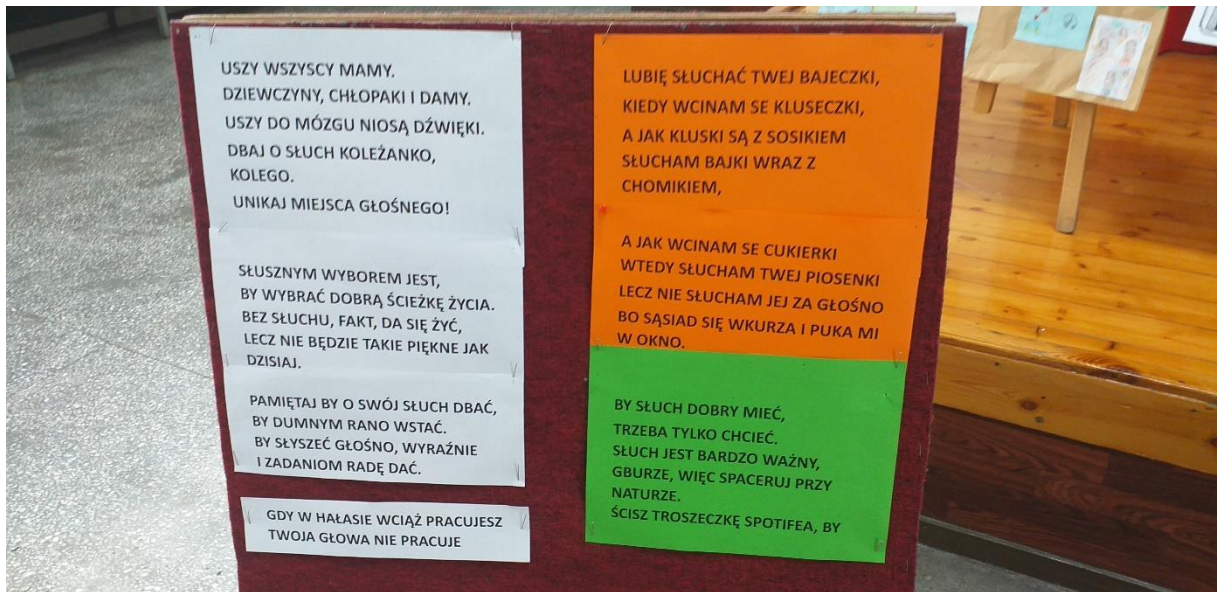 USZY WSZYSCY MAMY.
DZIEWCZYNY, CHŁOPAKI I DAMY.
USZY DO MÓZGU NIOSĄ DŹWIĘKI.
DBAJ O SŁUCH KOLEŻANKO,
KOLEGO.
UNIKAJ MIEJSCA GŁOŚNEGO!
SŁUSZNYM WYBOREM JEST,
BY WYBRAĆ DOBRĄ ŚCIEŻKĘ ŻYCIA.
BEZ SŁUCHU, FAKT, DA SIĘ ŻYĆ,
LECZ NIE BĘDZIE TAKIE PIĘKNE JAK
DZISIAJ.
PAMIĘTAJ BY O SWÓJ SŁUCH DBAĆ,
BY DUMNYM RANO WSTAĆ.
BY SŁYSZEĆ GŁOŚNO, WYRAŹNIE
I ZADANIOM RADĘ DAĆ.
GDY W HAŁASIE WCIĄŻ PRACUJESZ
TWOJA GŁOWA NIE PRACUJE
LUBIĘ SŁUCHAĆ TWEJ BAJECZKI,
KIEDY WCINAM SE KLUSECZKI,
A JAK KLUSKI SĄ Z SOSIKIEM
SŁUCHAM BAJKI WRAZ Z
CHOMIKIEM,
A JAK WCINAM SE CUKIERKI
WTEDY SŁUCHAM TWEJ PIOSENKI
LECZ NIE SŁUCHAM JEJ ZA GŁOŚNO
BO SĄSIAD SIĘ WKURZA I PUKA MI
W OKNO.
BY SŁUCH DOBRY MIEĆ,
TRZEBA TYLKO CHCIEĆ.
SŁUCH JEST BARDZO WAŻNY,
GBURZE, WIĘC SPACERUJ PRZY
NATURZE.
ŚCISZ TROSZECZKĘ SPOTIFEA, BY